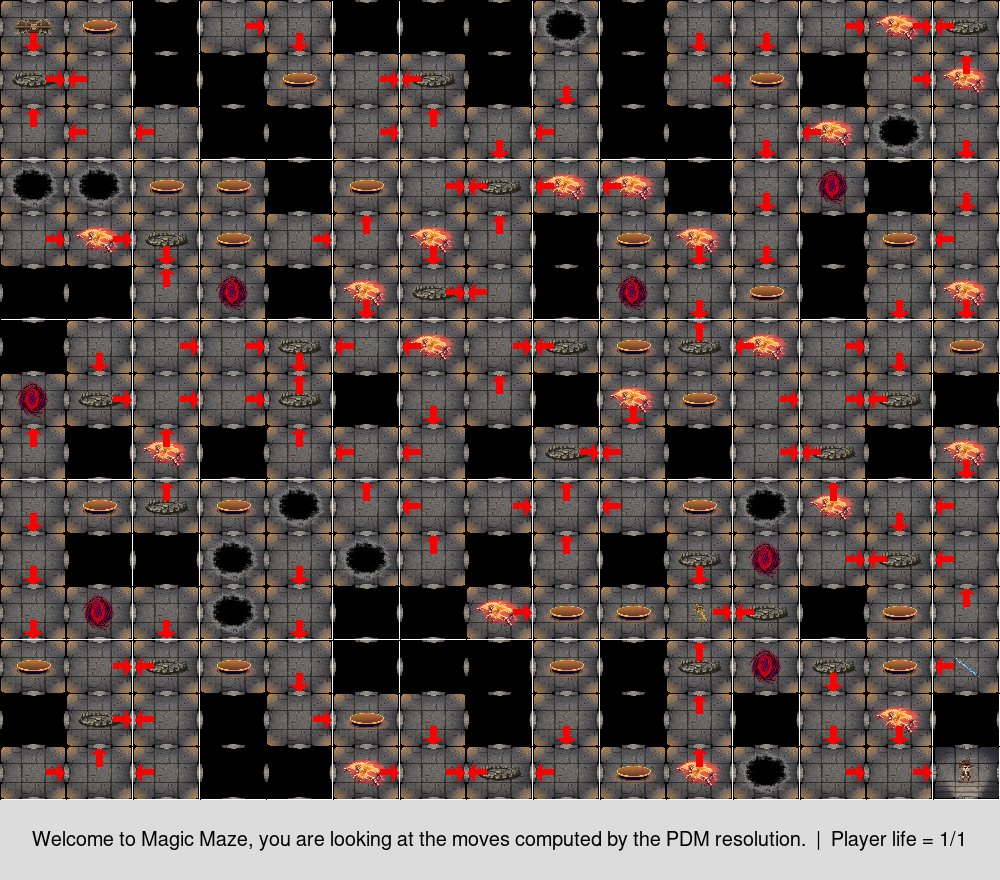 Welcome to Magic Maze, you are looking at the moves computed by the PDM resolution.  |  Player life = 1/1